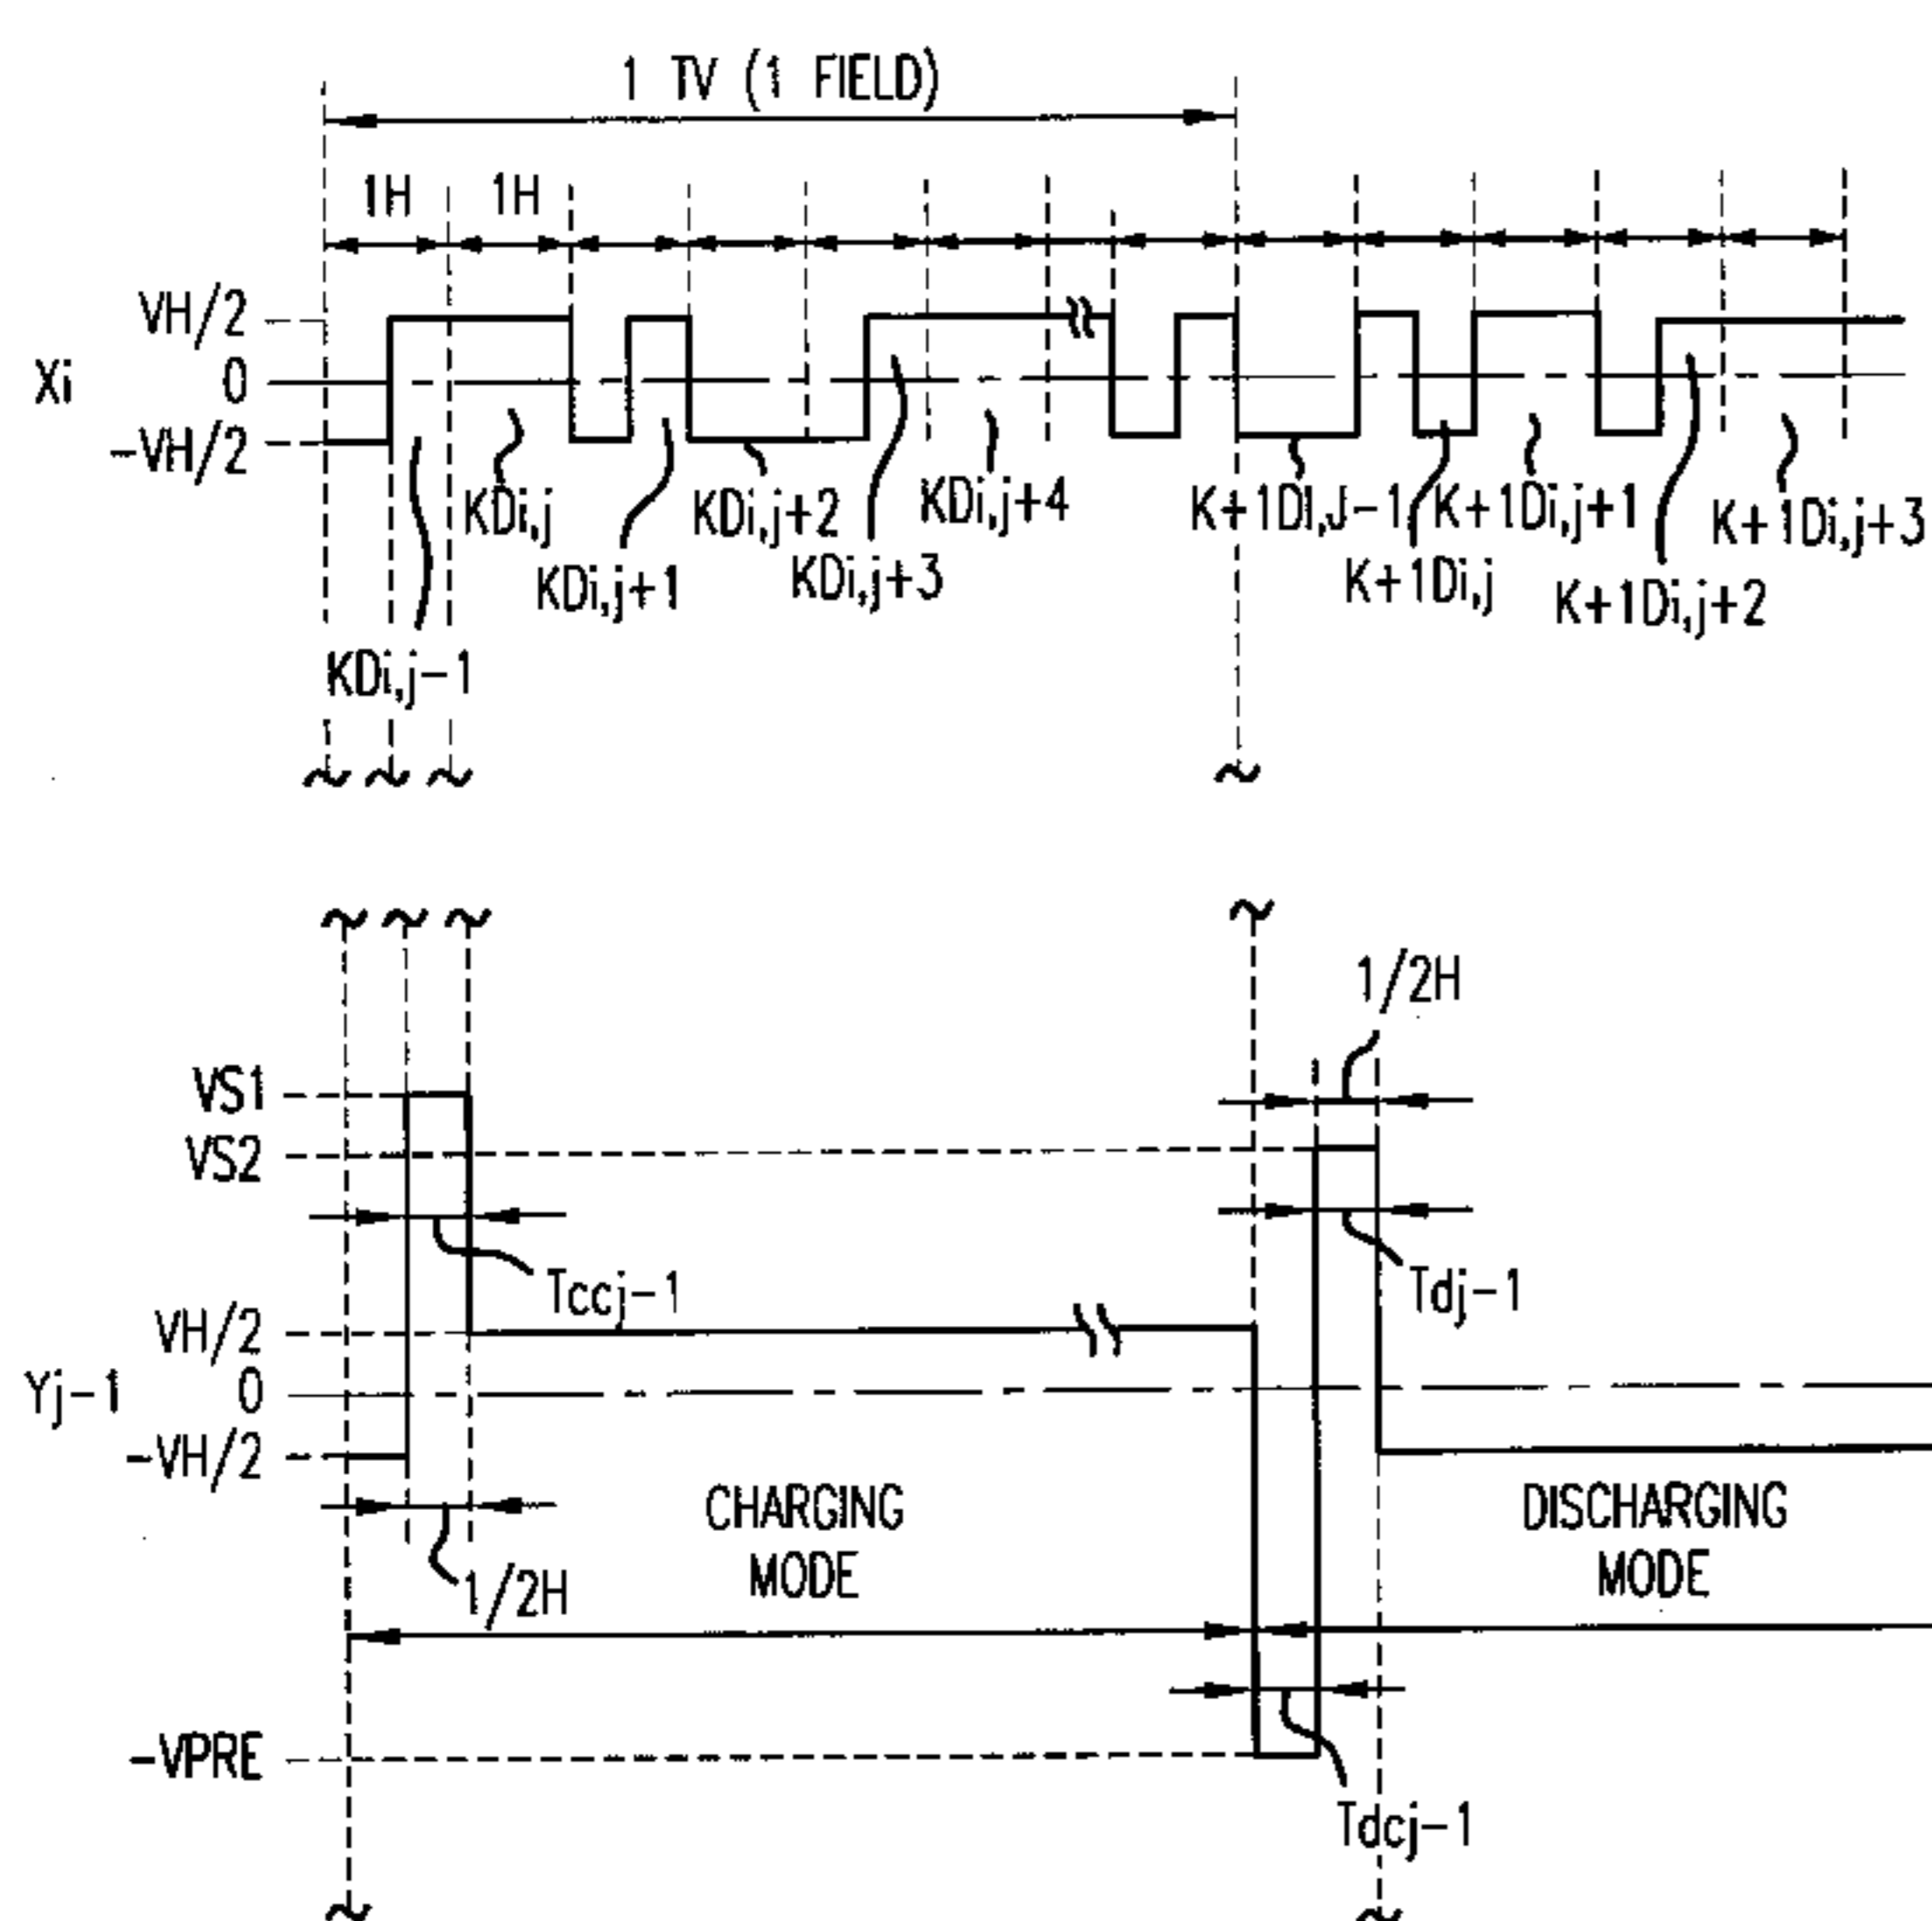 1 TV (1 FIELD)
1H 1H
VH/2
Xi 0
-VH/2
KDi,j KDi,j+2 KDi,j+4 K+1Di,J-1 K+1Di,j+1 K+1Di,j+3
KDi,j+1 KDi,j+3 K+1Di,j K+1Di,j+2
KDi,j-1
1/2H
VS1
VS2
Tccj-1 Tdj-1
VH/2
Yj-1 0
-VH/2
CHARGING DISCHARGING
MODE MODE
1/2H
-VPRE
Tdcj-1